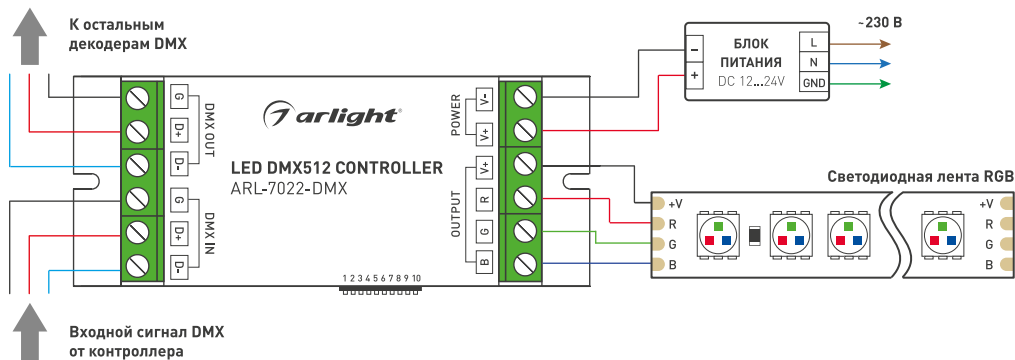 К остальным
декодерам DMX
G
D+
D-
DMX OUT
G
D+
D-
DMX IN
arlight®
LED DMX512 CONTROLLER
ARL-7022-DMX
1 2 3 4 5 6 7 8 9 10
POWER
V-
V+
OUTPUT
V+
R
G
B
-
+
БЛОК
ПИТАНИЯ
DC 12...24V
L
N
GND
~230 В
Светодиодная лента RGB
+V
R
G
B
+V
R
G
B
Входной сигнал DMX
от контроллера